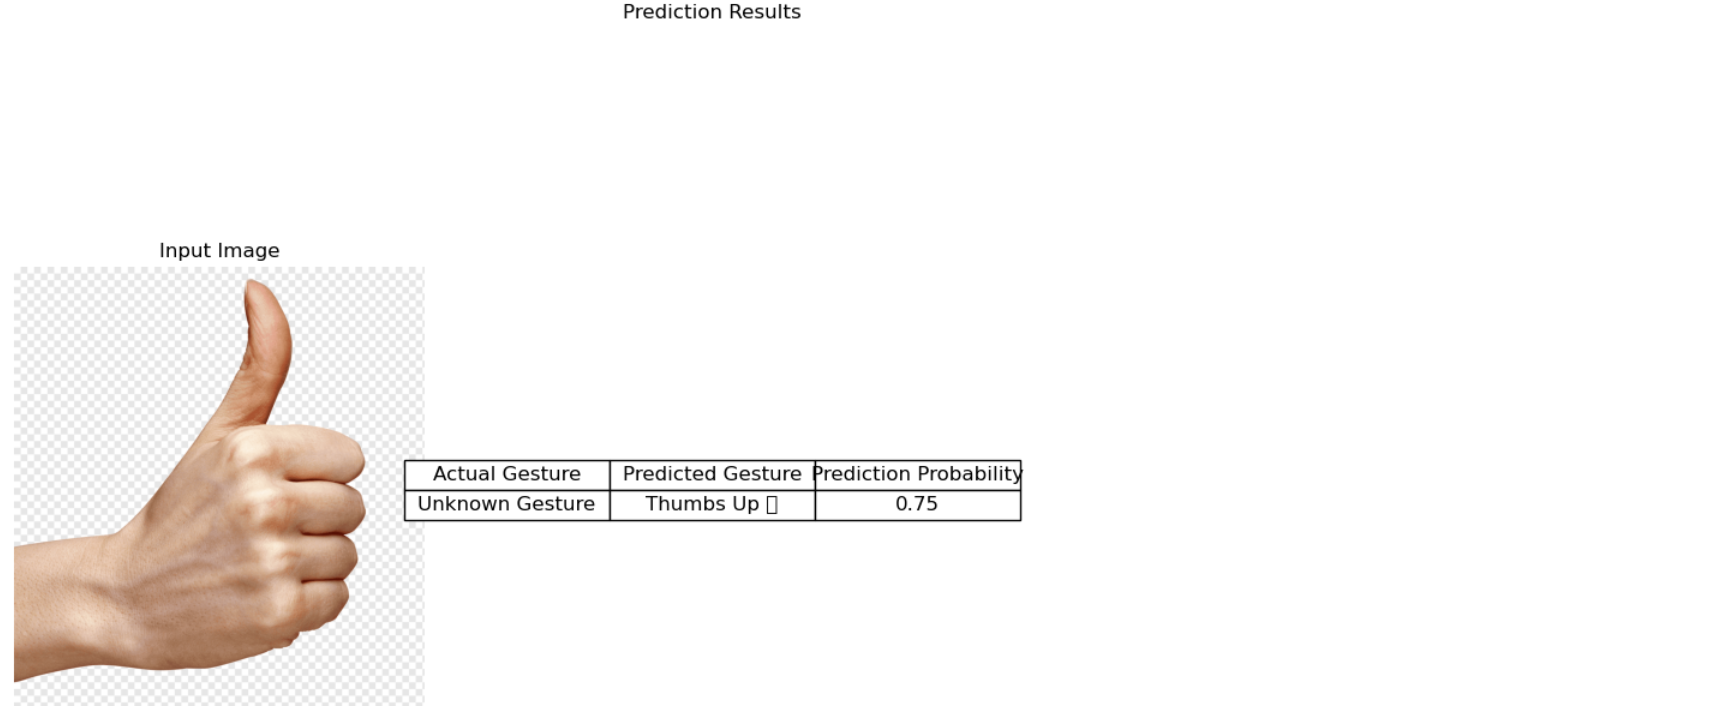 Prediction Results
Input Image
Actual Gesture Predicted Gesture Prediction Probability
Unknown Gesture Thumbs Up 0.75